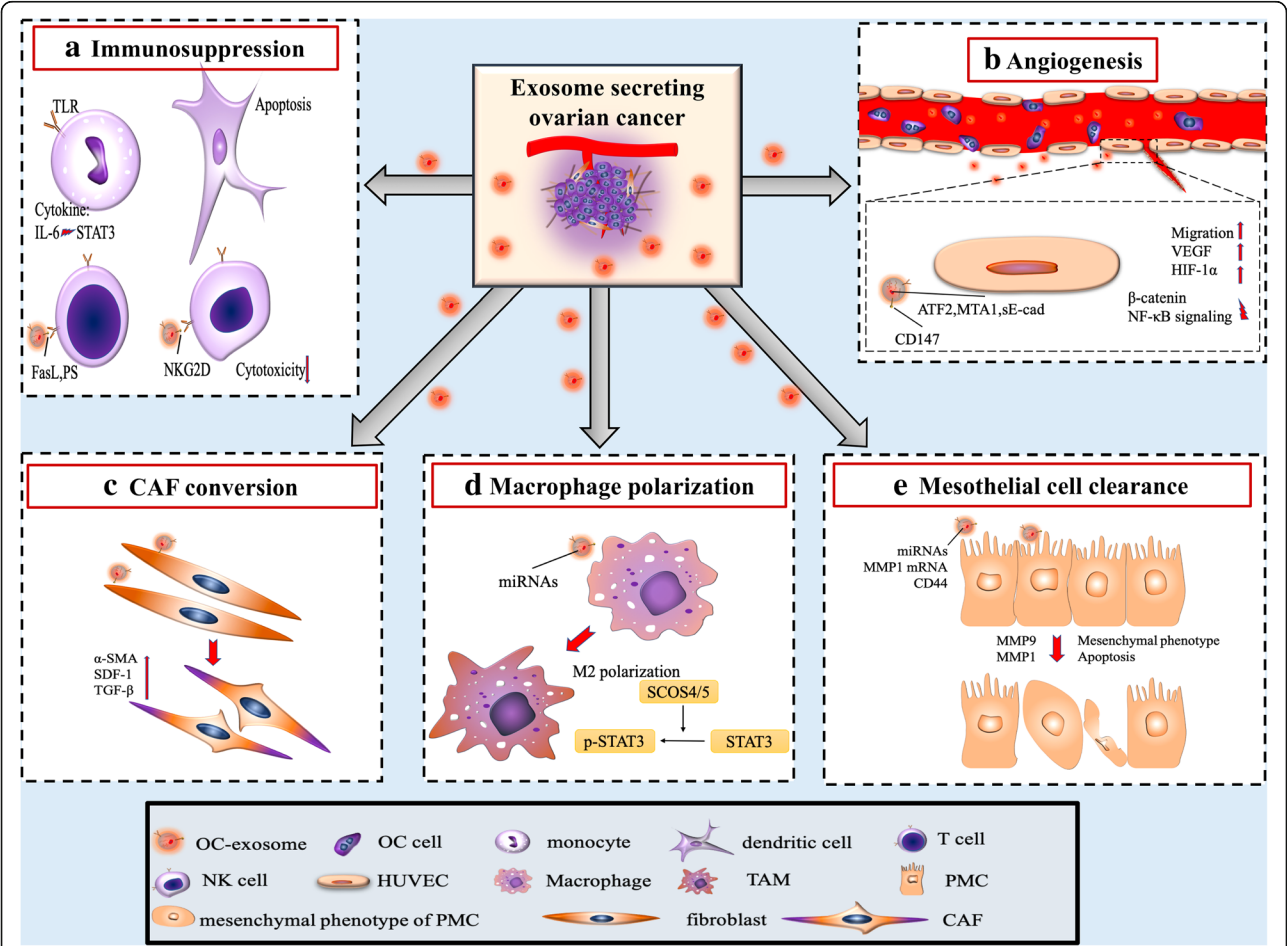 a Immunosuppression
TLR
Apoptosis
Cytokine:
IL-6 STAT3
FasL,PS
NKG2D
Cytotoxicity
Exosome secreting
ovarian cancer
b Angiogenesis
Migration
VEGF
HIF-1α
β-catenin
NF-κB signaling
ATF2,MTA1,sE-cad
CD147
c CAF conversion
α-SMA
SDF-1
TGF-β
d Macrophage polarization
miRNAs
M2 polarization
SCOS4/5
p-STAT3
STAT3
e Mesothelial cell clearance
miRNAs
MMP1 mRNA
CD44
MMP9
MMP1
Mesenchymal phenotype
Apoptosis
OC-exosome OC cell monocyte dendritic cell T cell
NK cell HUVEC Macrophage TAM PMC
mesenchymal phenotype of PMC fibroblast CAF